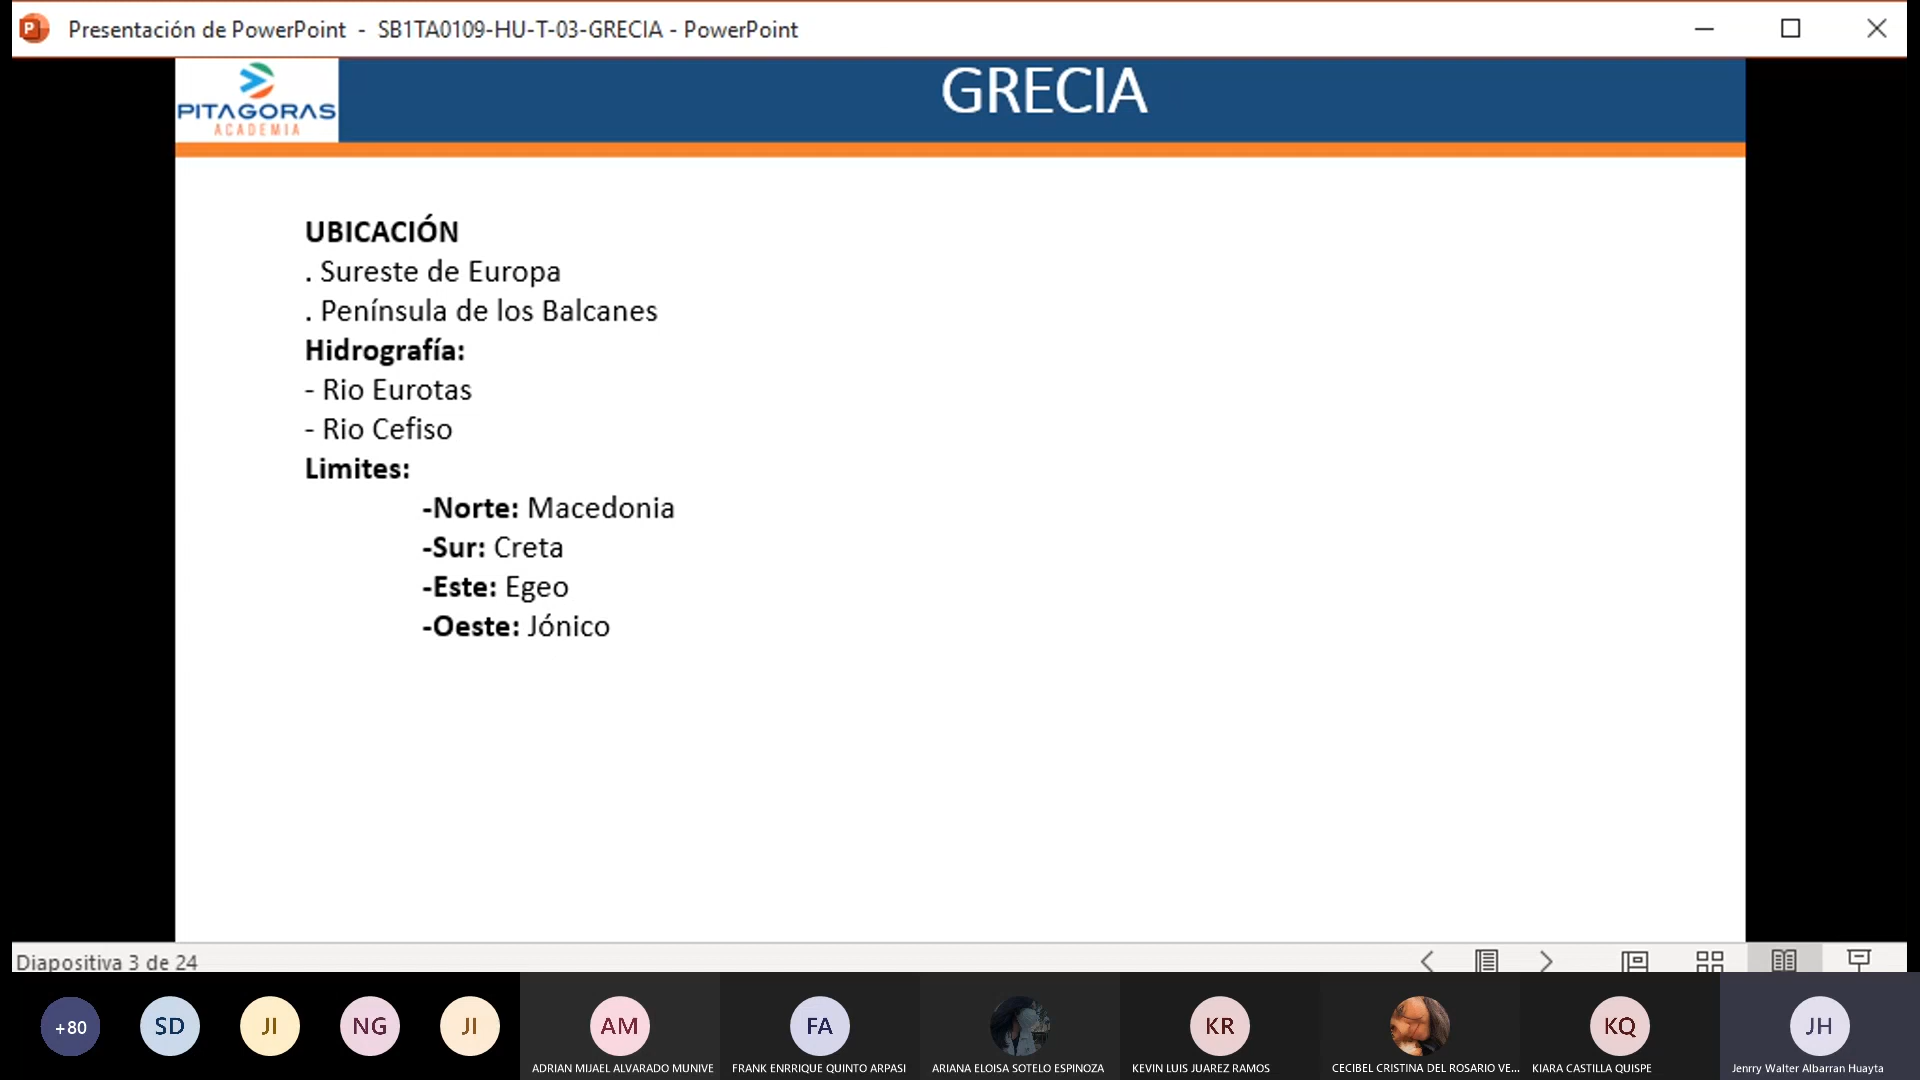 Presentación de PowerPoint - SB1TA0109-HU-T-03-GRECIA - PowerPoint
PITAGORAS
ACADEMIA
GRECIA
UBICACIÓN
. Sureste de Europa
. Península de los Balcanes
Hidrografía:
- Rio Eurotas
- Rio Cefiso
Limites:
-Norte: Macedonia
-Sur: Creta
-Este: Egeo
-Oeste: Jónico
Diapositiva 3 de 24
+80
SD
JI
NG
JI
AM
FA
KR
KQ
JH
ADRIAN MIJAEL ALVARADO MUNIVE
FRANK ENRRIQUE QUINTO ARPASI
ARIANA ELOISA SOTELO ESPINOZA
KEVIN LUIS JUAREZ RAMOS
CECIBEL CRISTINA DEL ROSARIO VE...
KIARA CASTILLA QUISPE
Jenrry Walter Albarran Huayta